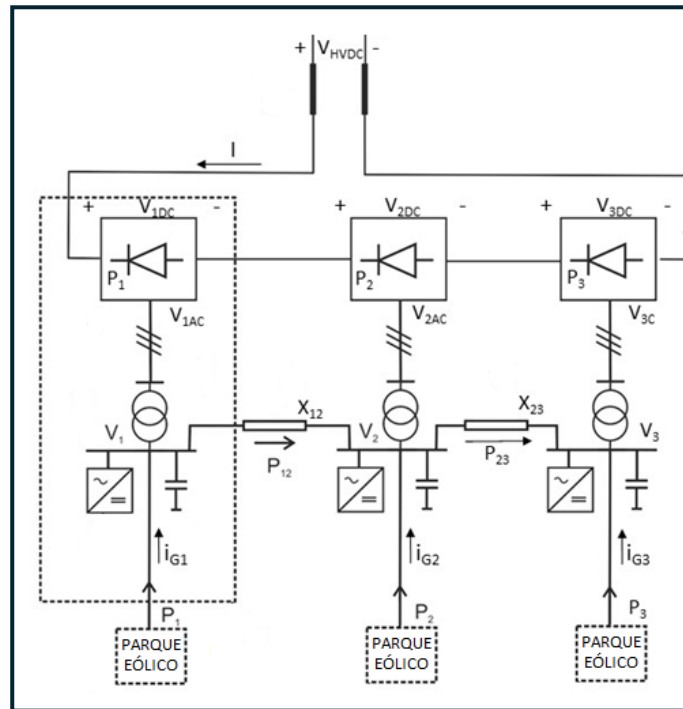 + V_HVDC -
I
+ V_1DC - + V_2DC - + V_3DC -
P_1 P_2 P_3
V_1AC V_2AC V_3C
X_12 X_23
V_1 V_2 V_3
P_12 P_23
~ = ~ = ~ =
i_G1 i_G2 i_G3
P_1 P_2 P_3
PARQUE PARQUE PARQUE
EÓLICO EÓLICO EÓLICO